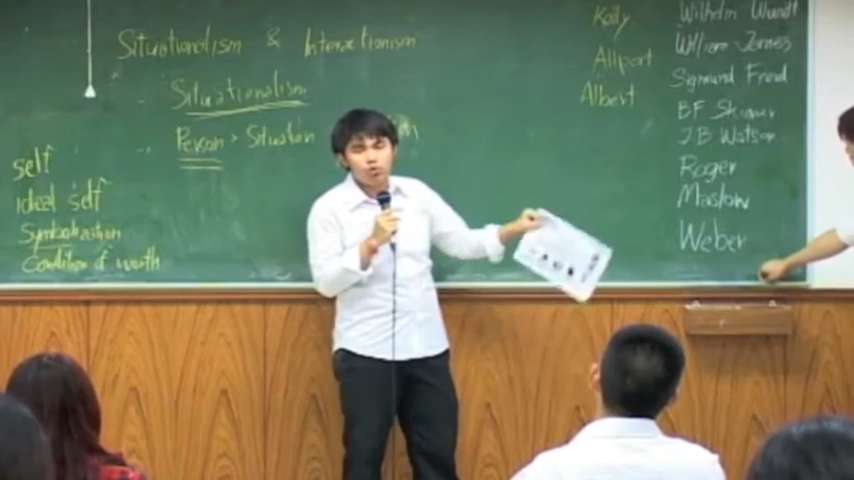 Situationalism & Interactionism
Situationalism
Person > Situation
self
ideal self
Symbolization
Condition of worth
Kelly
Allport
Albert
Wilhelm Wundt
William James
Sigmund Freud
BF Skinner
J.B Watson
Roger
Maslow
Weber